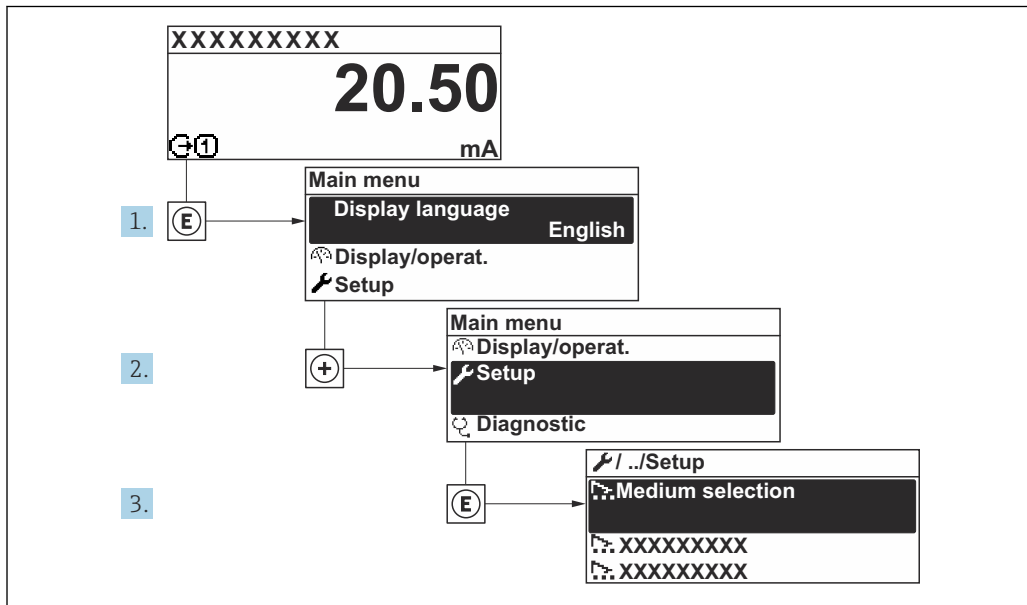 XXXXXXXXX
20.50
1 mA
1. E
Main menu
Display language
English
Display/operat.
Setup
2. +
Main menu
Display/operat.
Setup
Diagnostic
3. E
/ ../Setup
Medium selection
XXXXXXXXX
XXXXXXXXX